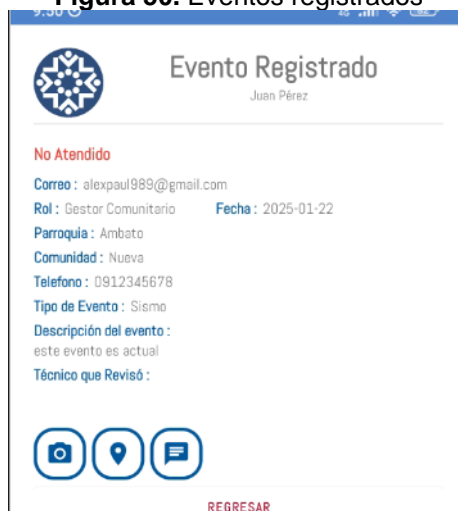 Figura 30. Eventos registrados
9:50
Evento Registrado
Juan Pérez
No Atendido
Correo : alexpaul989@gmail.com
Rol : Gestor Comunitario Fecha : 2025-01-22
Parroquia : Ambato
Comunidad : Nueva
Telefono : 0912345678
Tipo de Evento : Sismo
Descripción del evento :
este evento es actual
Técnico que Revisó :
REGRESAR